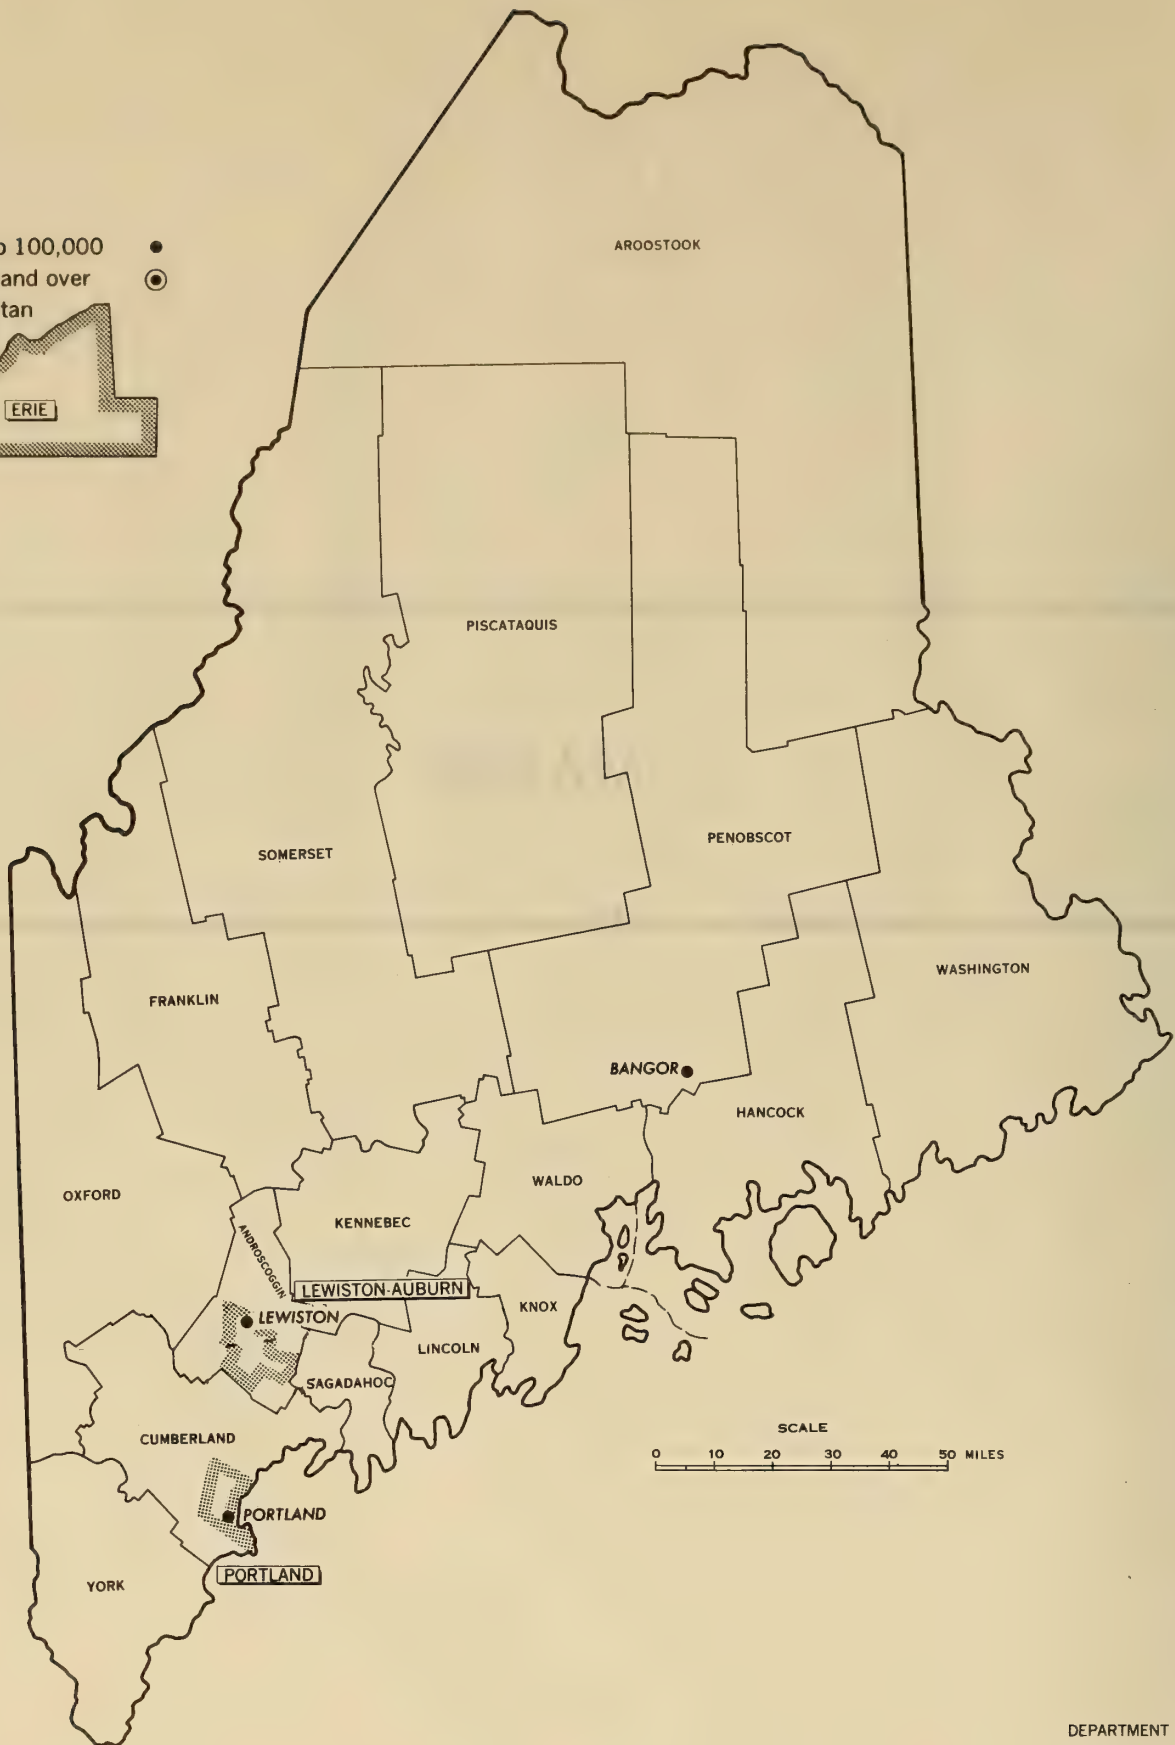 100,000
and over
ERIE
AROOSTOOK
PISCATAQUIS
SOMERSET
PENOBSCOT
FRANKLIN
WASHINGTON
BANGOR
HANCOCK
OXFORD
WALDO
KENNEBEC
ANDROSCOGGIN
LEWISTON-AUBURN
KNOX
LEWISTON
LINCOLN
SAGADAHOC
CUMBERLAND
SCALE
0 10 20 30 40 50 MILES
PORTLAND
PORTLAND
YORK
DEPARTMENT